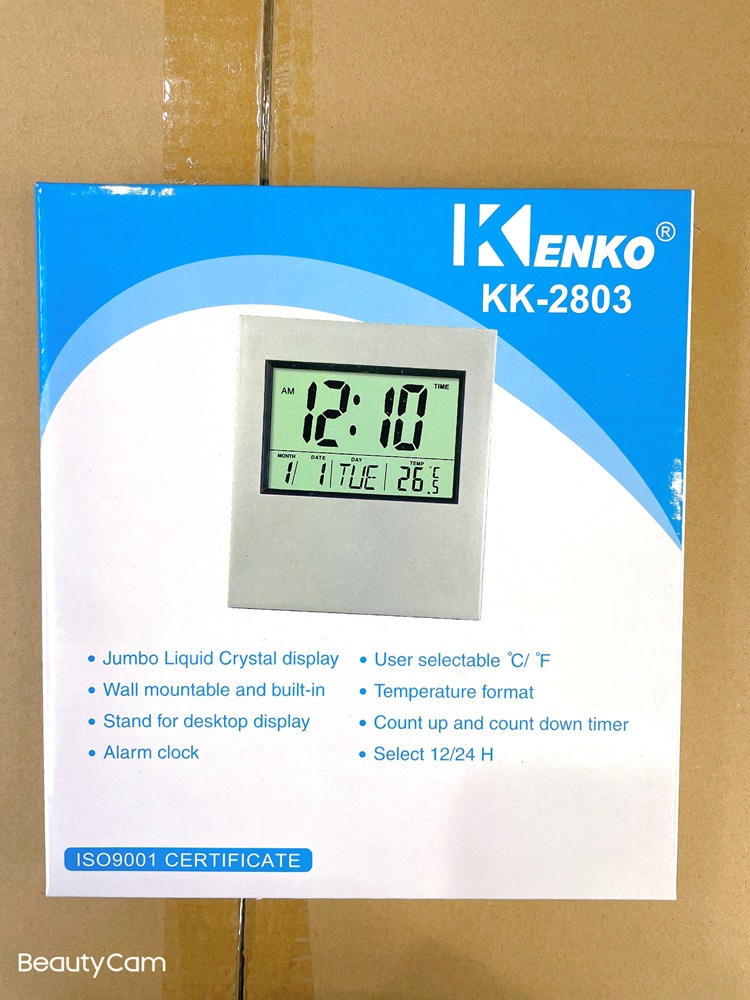 KENKO®
KK-2803
AM 12:10 TIME
MONTH DATE DAY TEMP
1/ 1 TUE 26.5 °C
• Jumbo Liquid Crystal display
• Wall mountable and built-in
• Stand for desktop display
• Alarm clock
• User selectable °C/ °F
• Temperature format
• Count up and count down timer
• Select 12/24 H
ISO9001 CERTIFICATE
BeautyCam